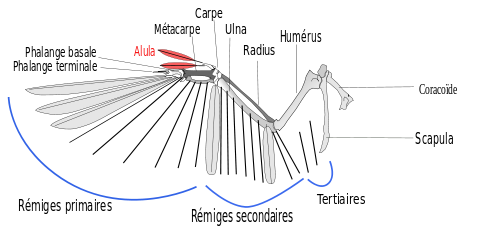 Carpe
Métacarpe
Ulna
Humérus
Alula
Radius
Phalange basale
Phalange terminale
Coracoïde
Scapula
Rémiges primaires
Rémiges secondaires
Tertiaires